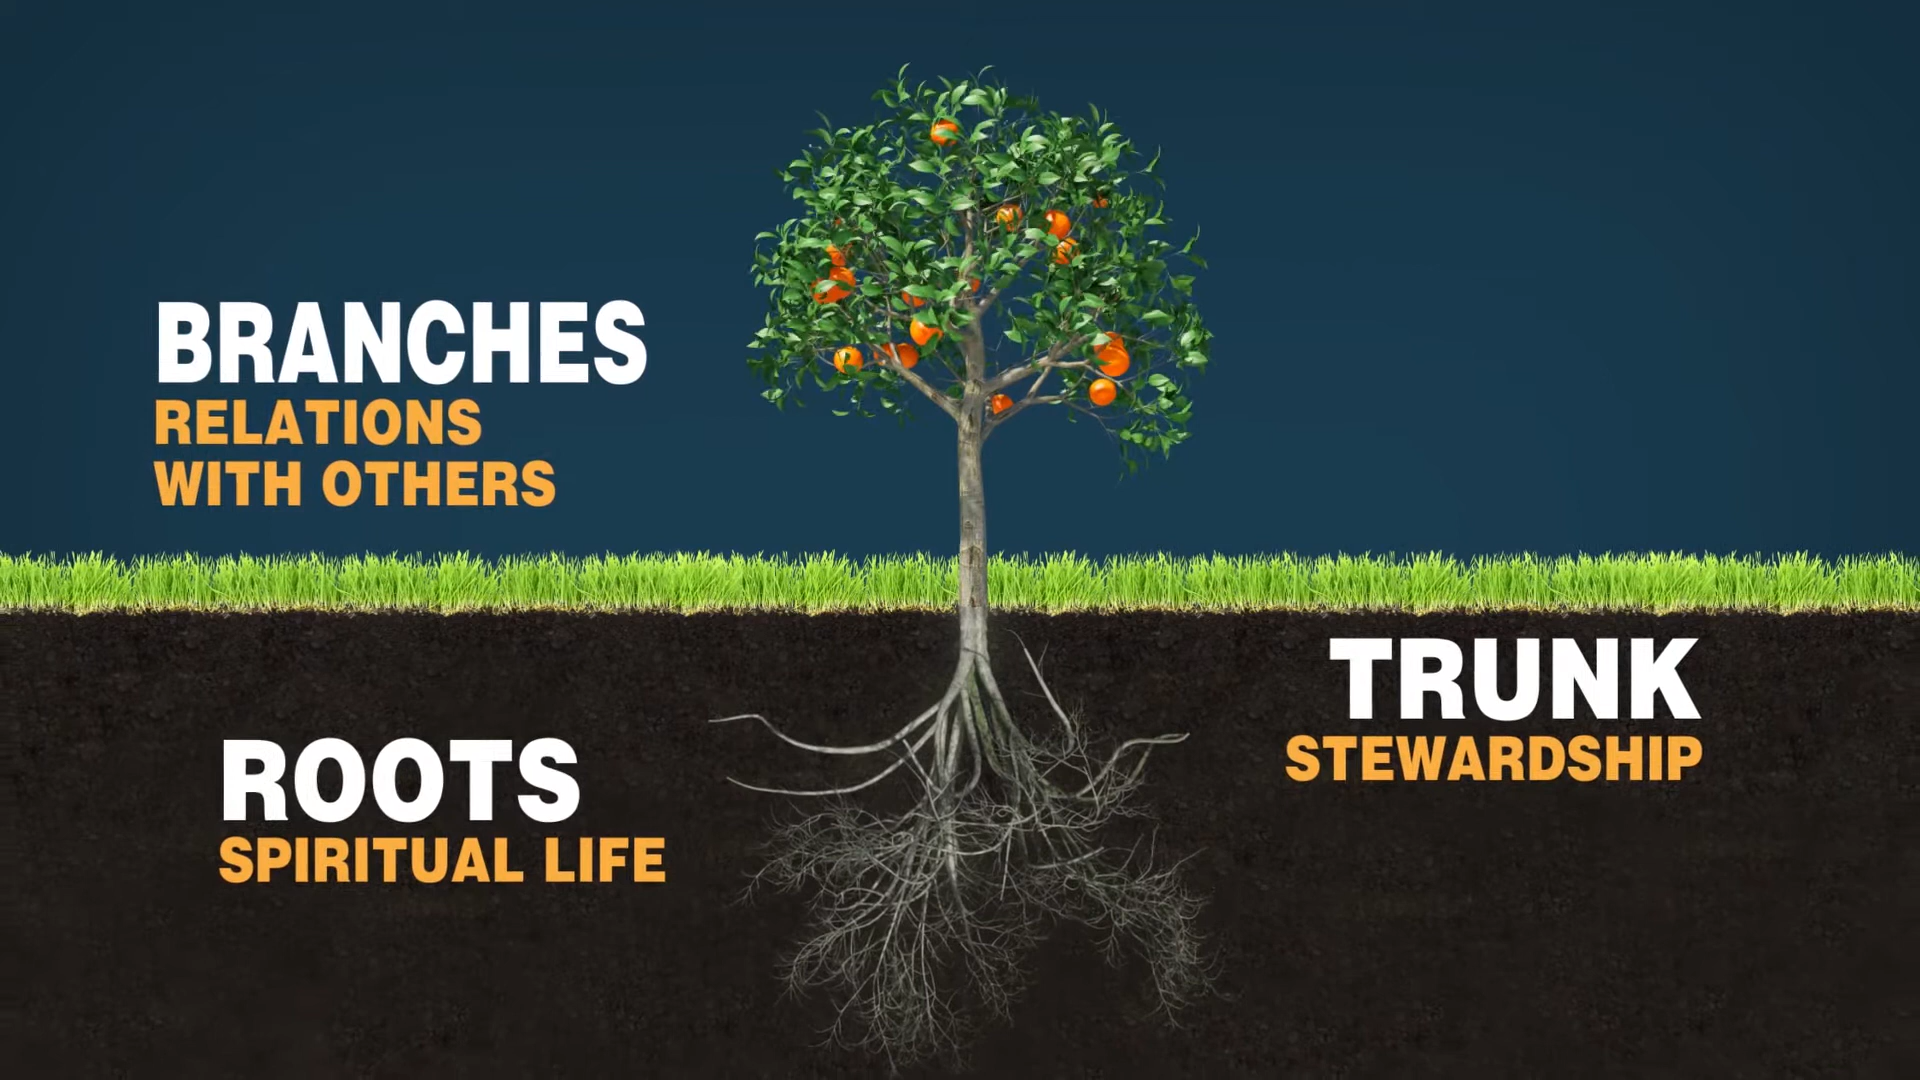 BRANCHES
RELATIONS
WITH OTHERS
TRUNK
STEWARDSHIP
ROOTS
SPIRITUAL LIFE